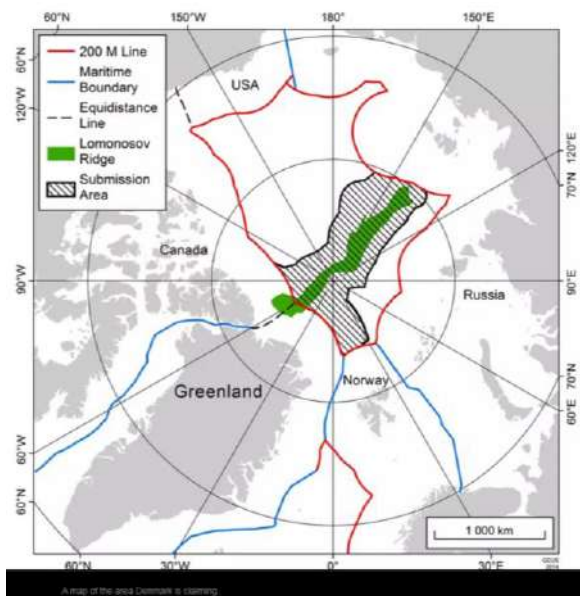 60°N
150°W
180°
150°E
60°N
120°W
120°E
70°N
90°W
90°E
60°W
60°N
70°N
60°E
60°N
30°W
0°
30°E
200 M Line
Maritime
Boundary
Equidistance
Line
Lomonosov
Ridge
Submission
Area
USA
Canada
Russia
Greenland
Norway
1 000 km
A map of the area Denmark is claiming